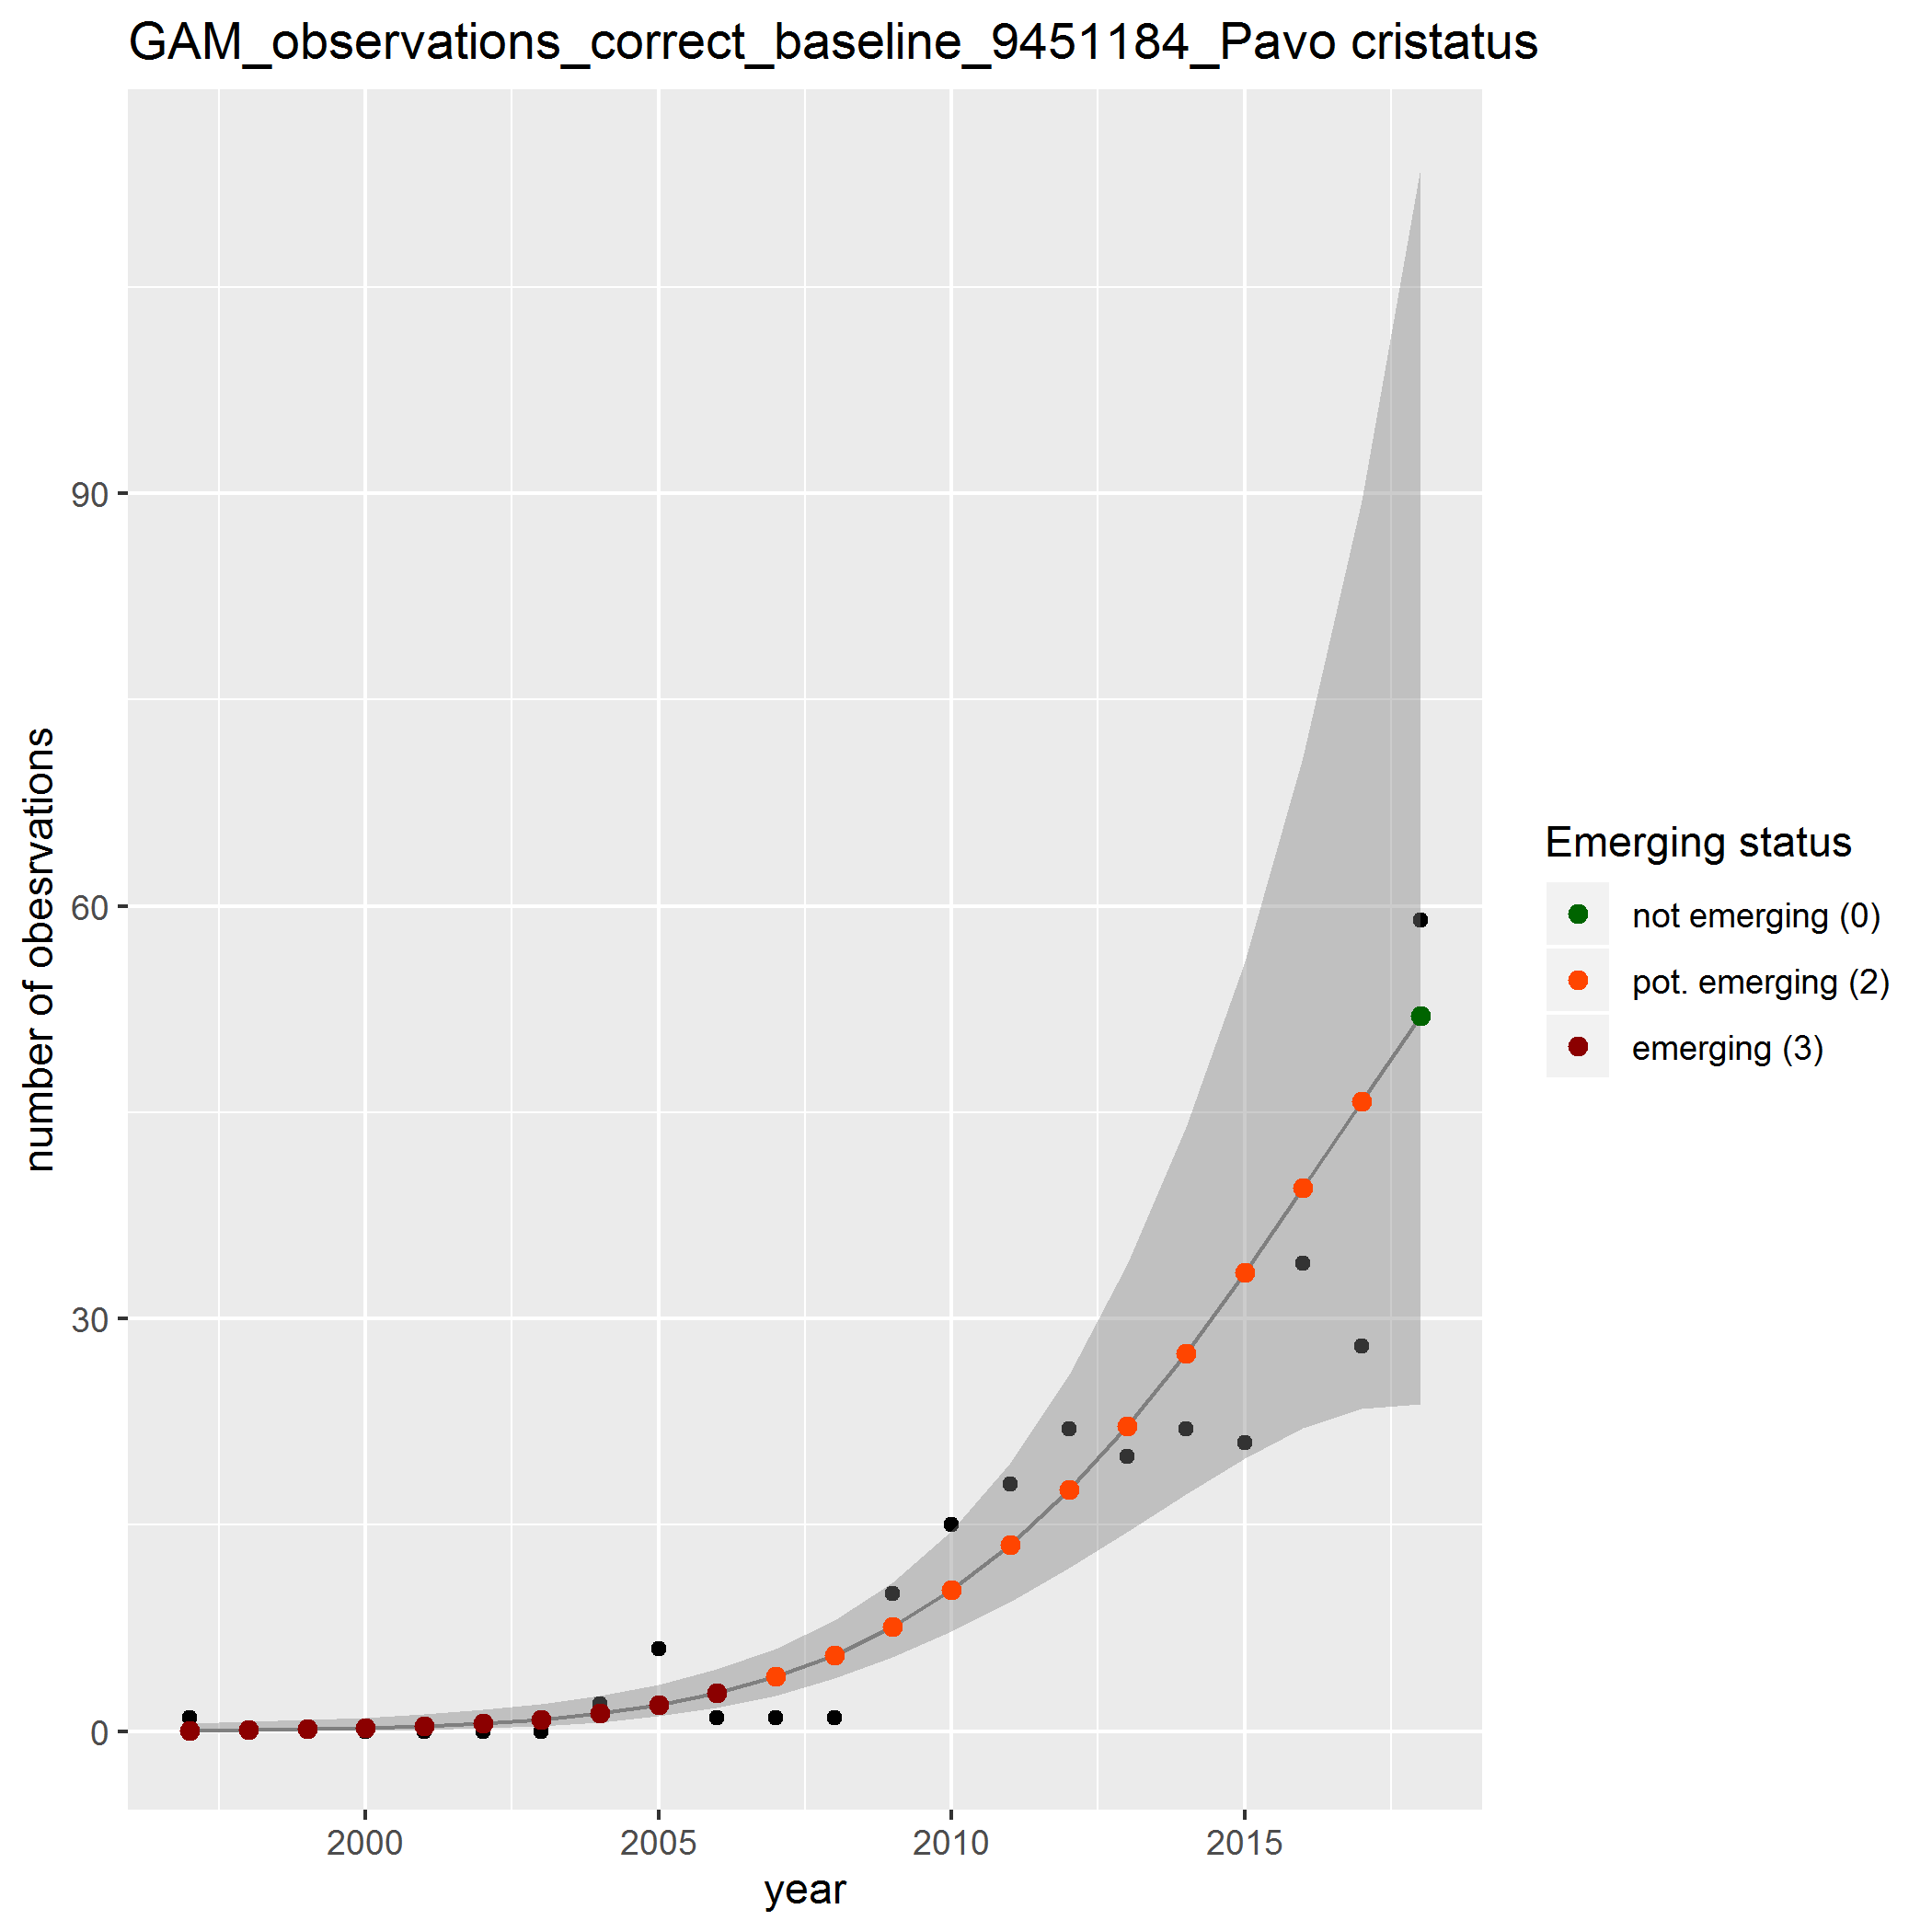 GAM_observations_correct_baseline_9451184_Pavo cristatus
number of obesrvations
90
60
30
0
2000
2005
2010
2015
year
Emerging status
not emerging (0)
pot. emerging (2)
emerging (3)